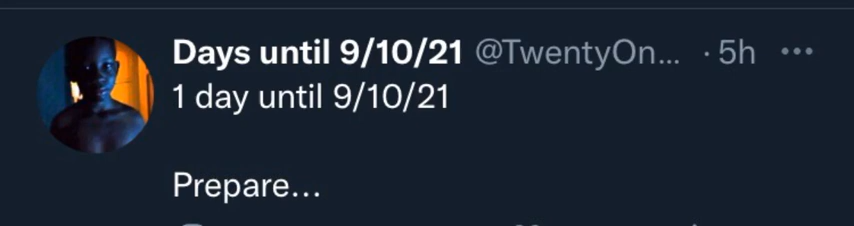 Days until 9/10/21 @TwentyOn... · 5h ...
1 day until 9/10/21
Prepare...